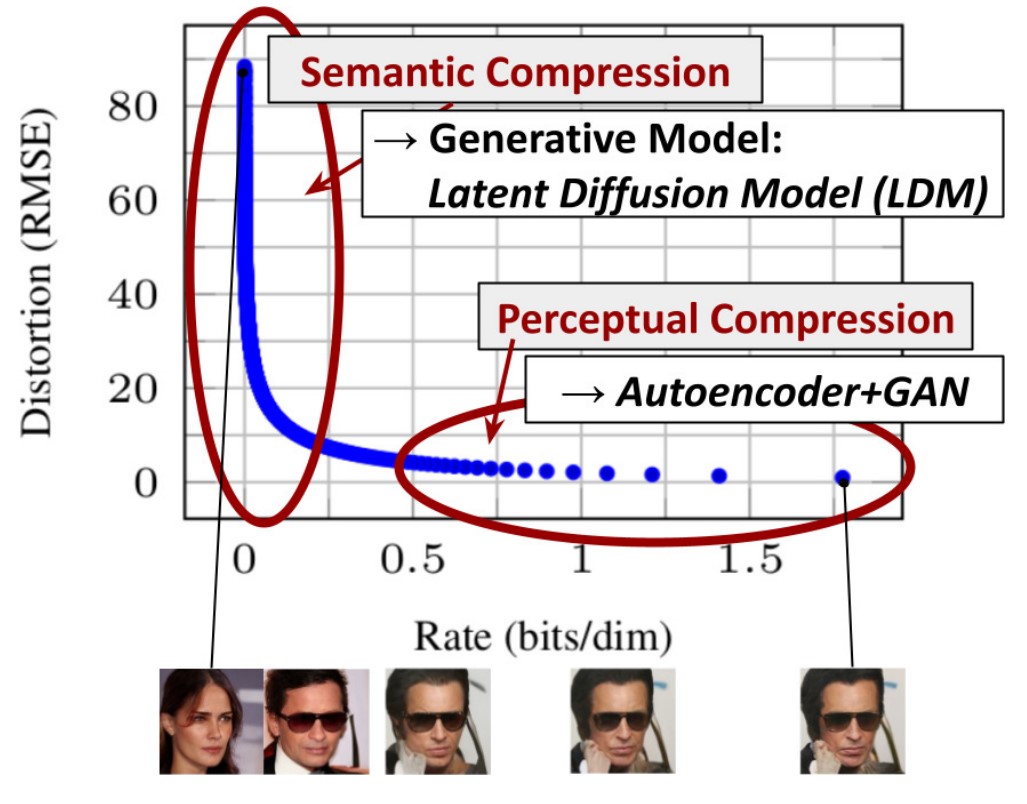 Semantic Compression
→ Generative Model:
Latent Diffusion Model (LDM)
Perceptual Compression
→ Autoencoder+GAN
Distortion (RMSE)
80
60
40
20
0
0 0.5 1 1.5
Rate (bits/dim)